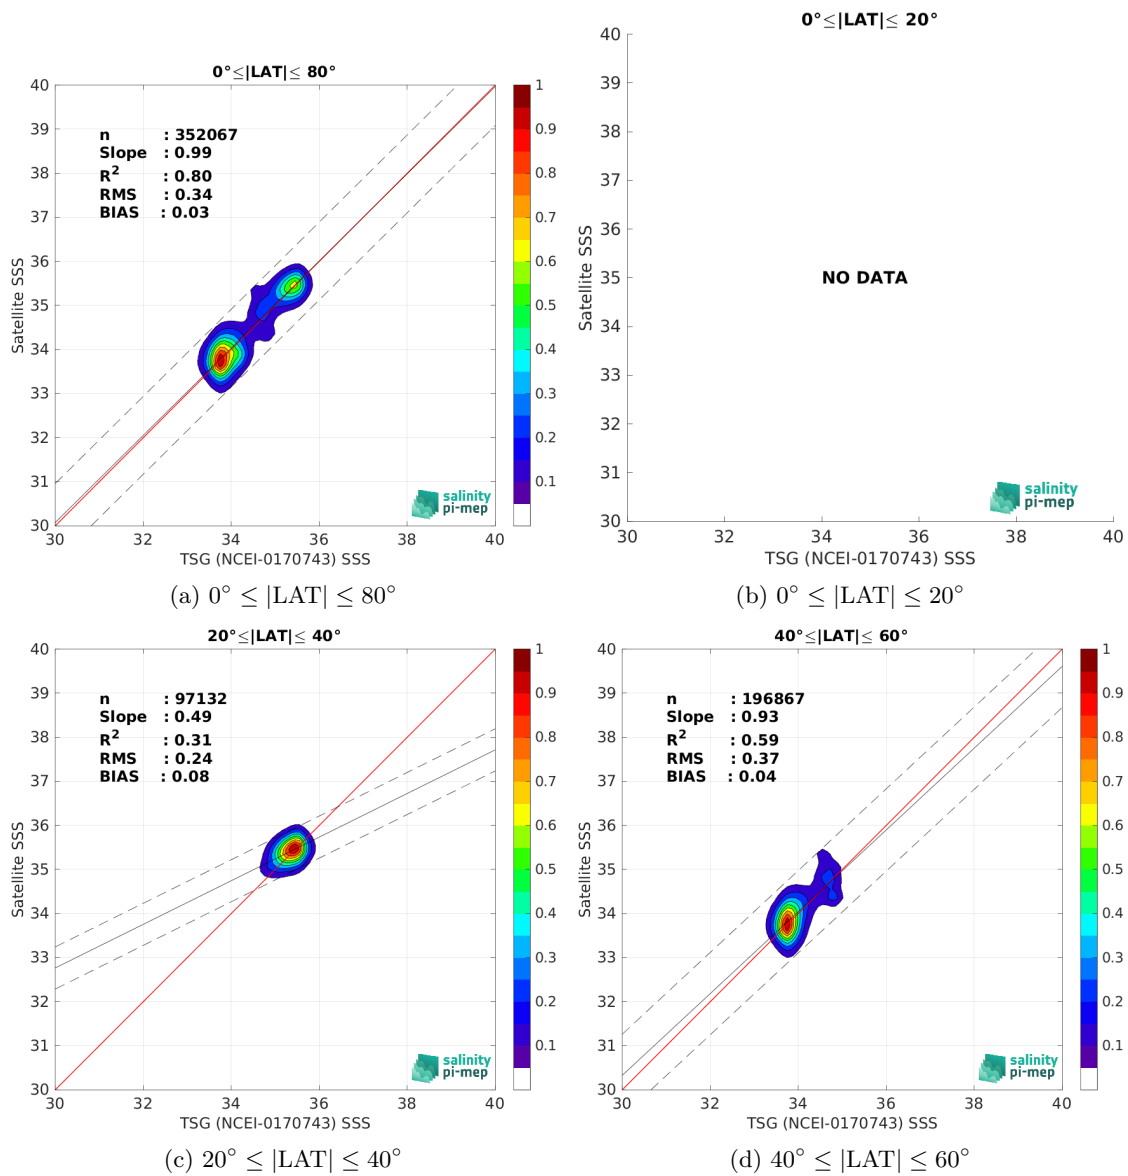 0°≤|LAT|≤ 80°
40
39
38
37
36
35
34
33
32
31
30
Satellite SSS
n : 352067
Slope : 0.99
R² : 0.80
RMS : 0.34
BIAS : 0.03
salinity
pi-mep
30 32 34 36 38 40
TSG (NCEI-0170743) SSS
1
0.9
0.8
0.7
0.6
0.5
0.4
0.3
0.2
0.1
(a) 0° ≤ |LAT| ≤ 80°
0°≤|LAT|≤ 20°
40
39
38
37
36
35
34
33
32
31
30
Satellite SSS
NO DATA
salinity
pi-mep
30 32 34 36 38 40
TSG (NCEI-0170743) SSS
(b) 0° ≤ |LAT| ≤ 20°
20°≤|LAT|≤ 40°
40
39
38
37
36
35
34
33
32
31
30
Satellite SSS
n : 97132
Slope : 0.49
R² : 0.31
RMS : 0.24
BIAS : 0.08
salinity
pi-mep
30 32 34 36 38 40
TSG (NCEI-0170743) SSS
1
0.9
0.8
0.7
0.6
0.5
0.4
0.3
0.2
0.1
(c) 20° ≤ |LAT| ≤ 40°
40°≤|LAT|≤ 60°
40
39
38
37
36
35
34
33
32
31
30
Satellite SSS
n : 196867
Slope : 0.93
R² : 0.59
RMS : 0.37
BIAS : 0.04
salinity
pi-mep
30 32 34 36 38 40
TSG (NCEI-0170743) SSS
1
0.9
0.8
0.7
0.6
0.5
0.4
0.3
0.2
0.1
(d) 40° ≤ |LAT| ≤ 60°